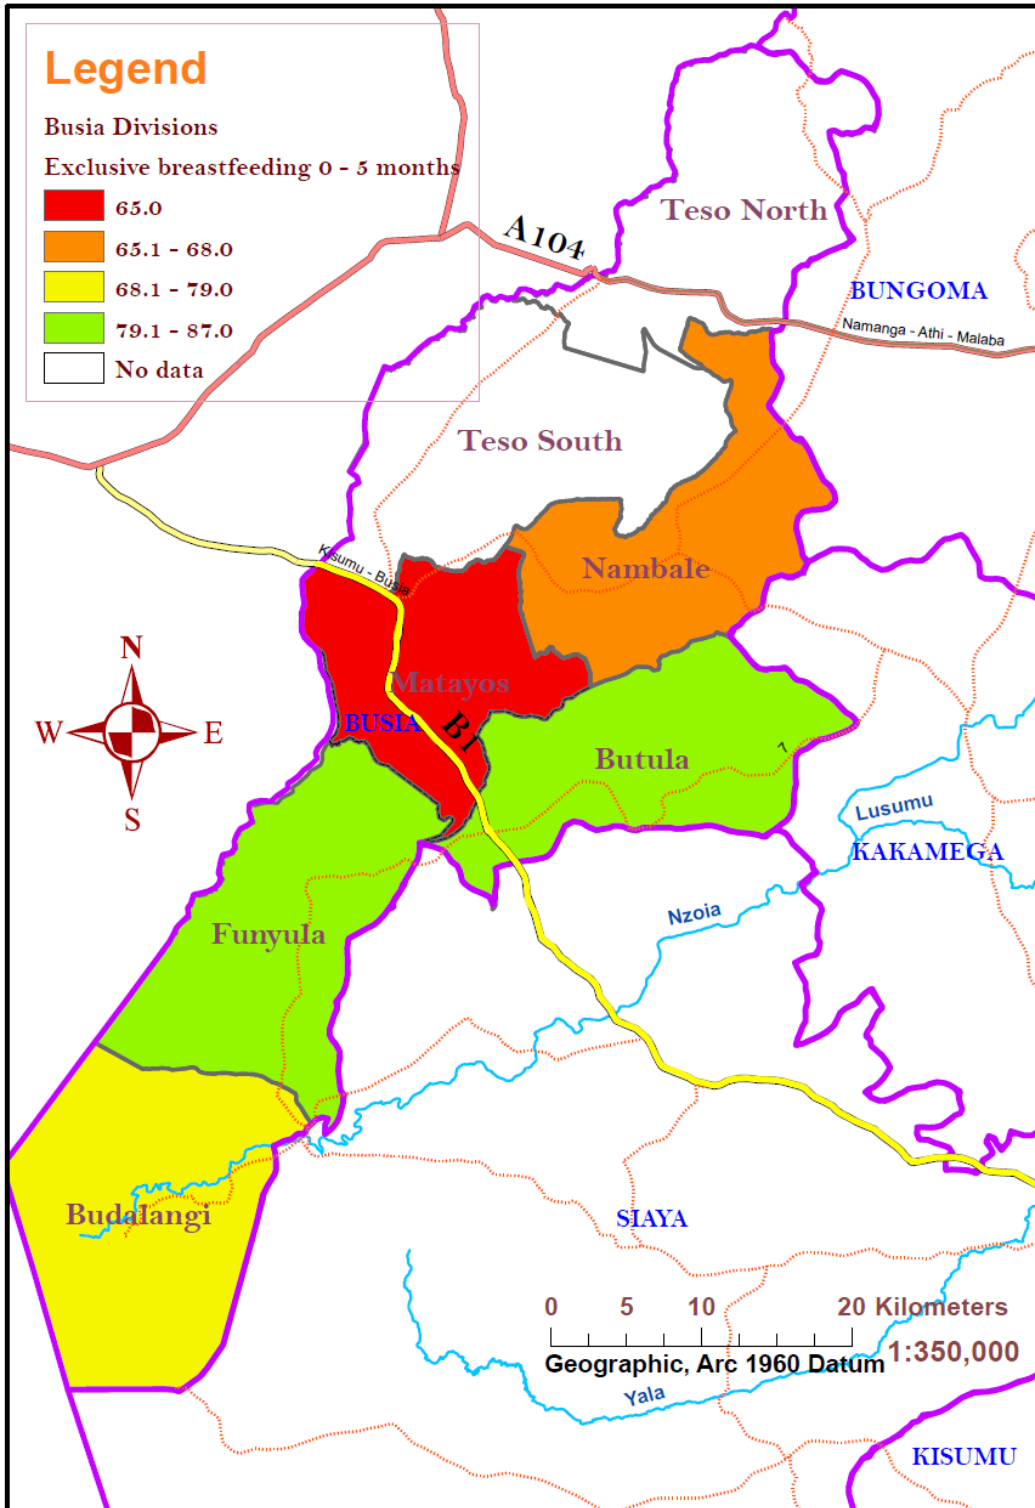 Legend
Busia Divisions
Exclusive breastfeeding 0 - 5 months
65.0
65.1 - 68.0
68.1 - 79.0
79.1 - 87.0
No data
Teso North
A104
BUNGOMA
Namanga - Athi - Malaba
Teso South
Kisumu - Busia
Nambale
N
W
E
S
Matayos
BUSIA
B1
Butula
7
Lusumu
KAKAMEGA
Nzoia
Funyula
Budalangi
SIAYA
0 5 10 20 Kilometers
1:350,000
Geographic, Arc 1960 Datum
Yala
KISUMU